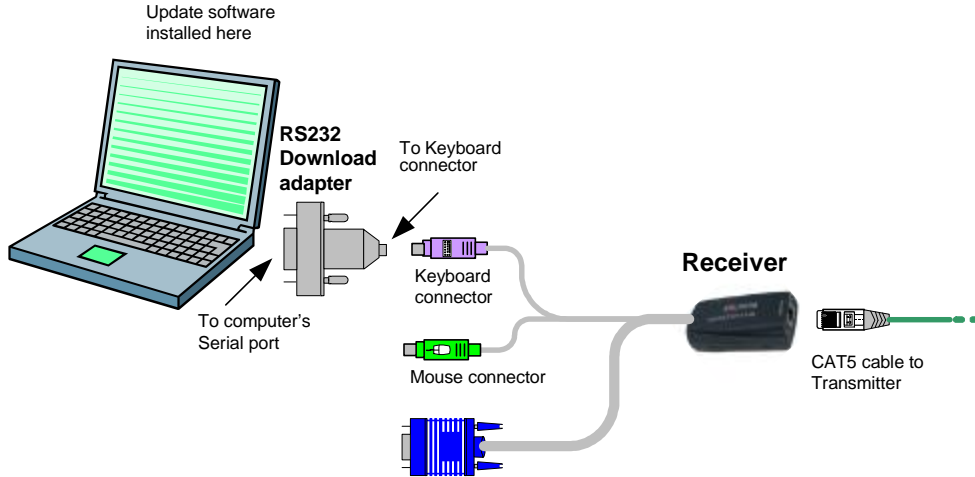 Update software
installed here
RS232
Download
adapter
To Keyboard
connector
Keyboard
connector
Receiver
To computer's
Serial port
Mouse connector
CAT5 cable to
Transmitter